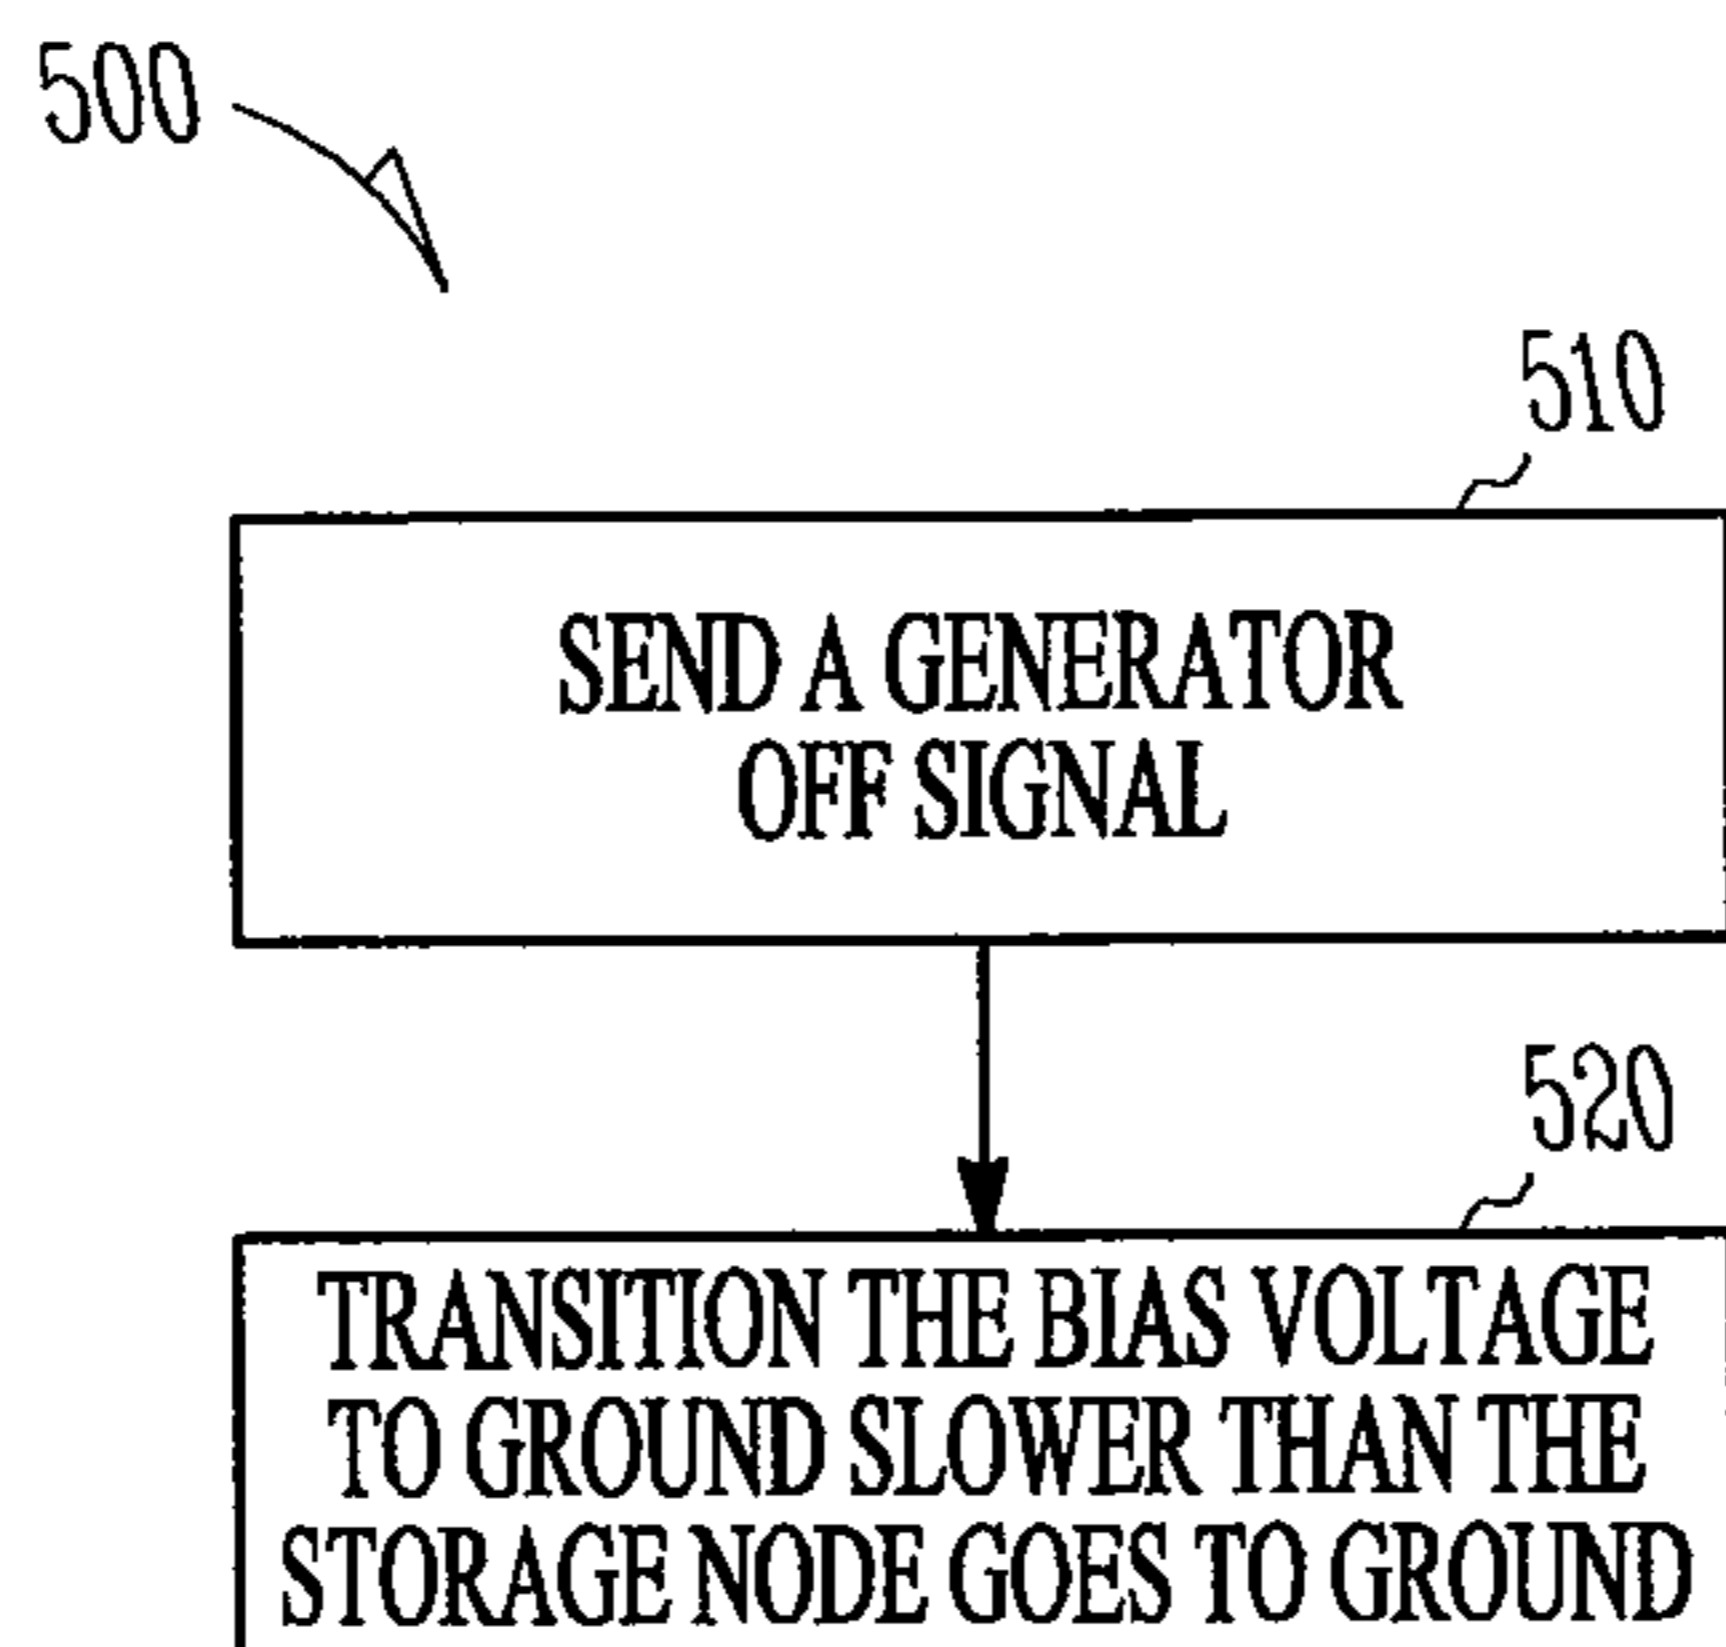 500
510
SEND A GENERATOR
OFF SIGNAL
520
TRANSITION THE BIAS VOLTAGE
TO GROUND SLOWER THAN THE
STORAGE NODE GOES TO GROUND